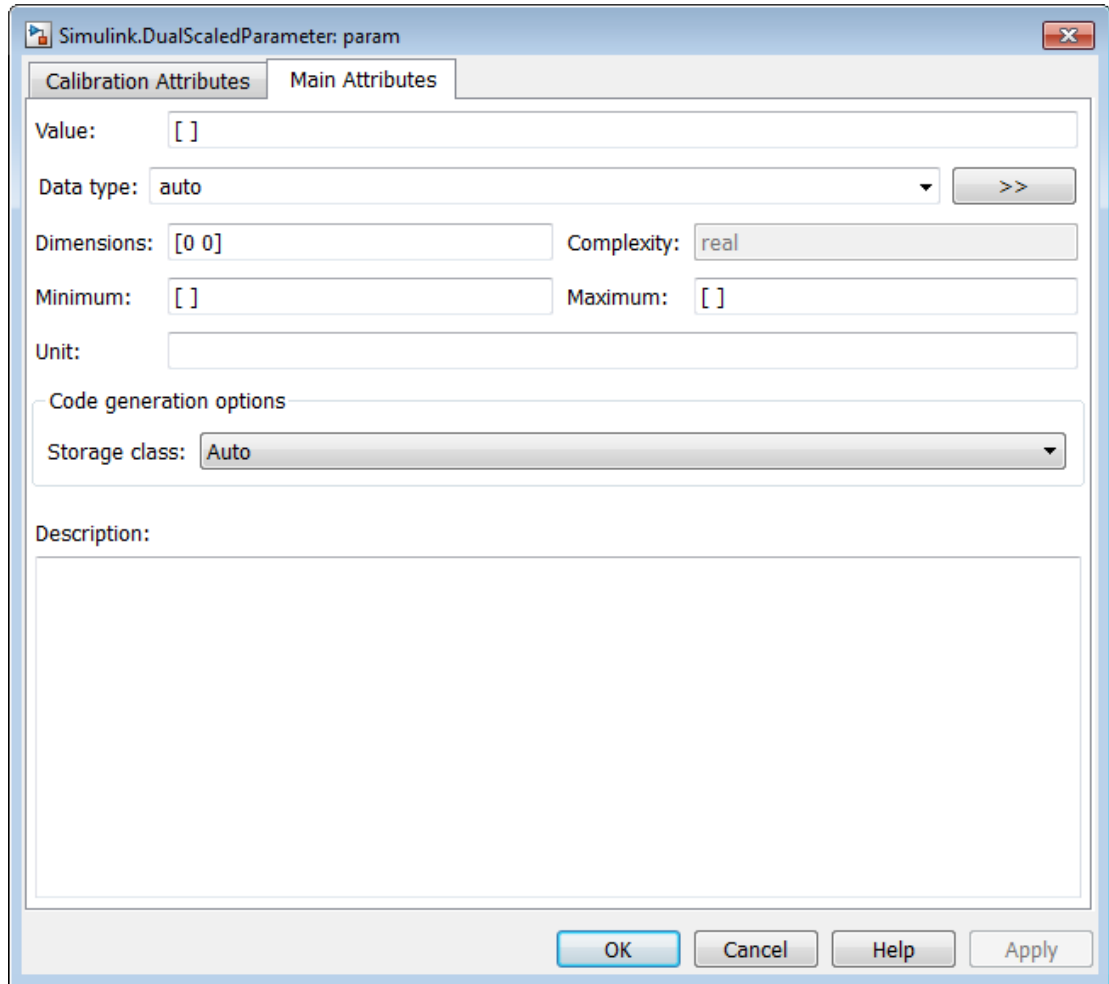 Simulink.DualScaledParameter: param
Calibration Attributes Main Attributes
Value: [ ]
Data type: auto >>
Dimensions: [0 0] Complexity: real
Minimum: [ ] Maximum: [ ]
Unit:
Code generation options
Storage class: Auto
Description:
OK Cancel Help Apply